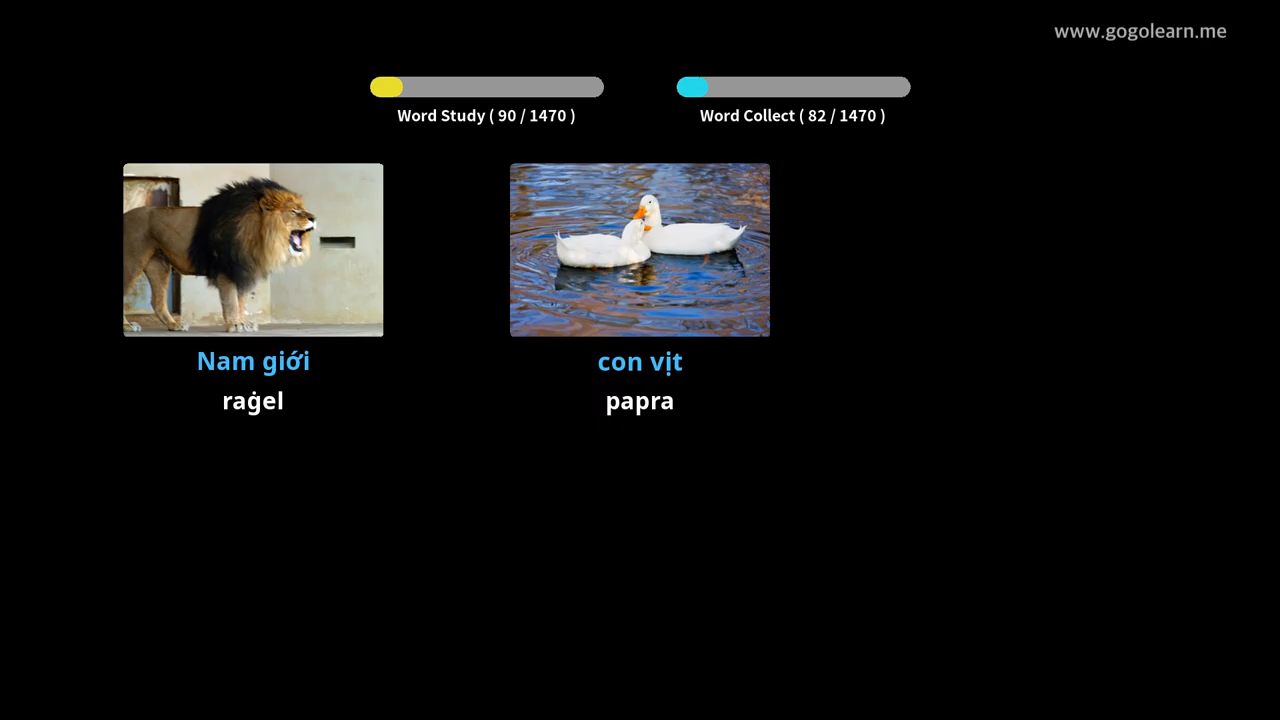 www.gogolearn.me
Word Study ( 90 / 1470 )
Word Collect ( 82 / 1470 )
Nam giới
raġel
con vịt
papra